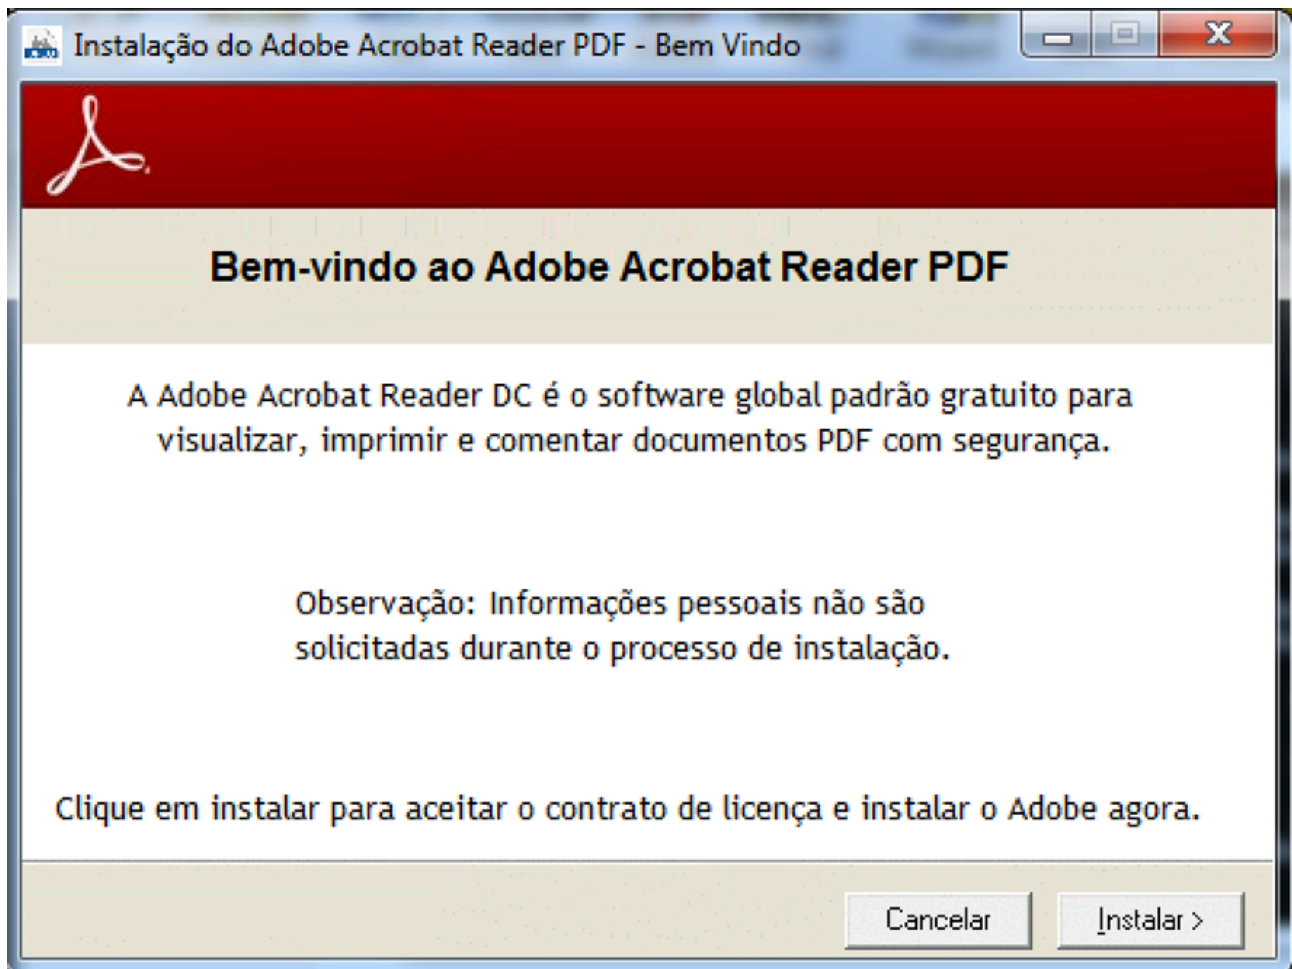 Instalação do Adobe Acrobat Reader PDF - Bem Vindo
Bem-vindo ao Adobe Acrobat Reader PDF
A Adobe Acrobat Reader DC é o software global padrão gratuito para
visualizar, imprimir e comentar documentos PDF com segurança.
Observação: Informações pessoais não são
solicitadas durante o processo de instalação.
Clique em instalar para aceitar o contrato de licença e instalar o Adobe agora.
Cancelar
Instalar >